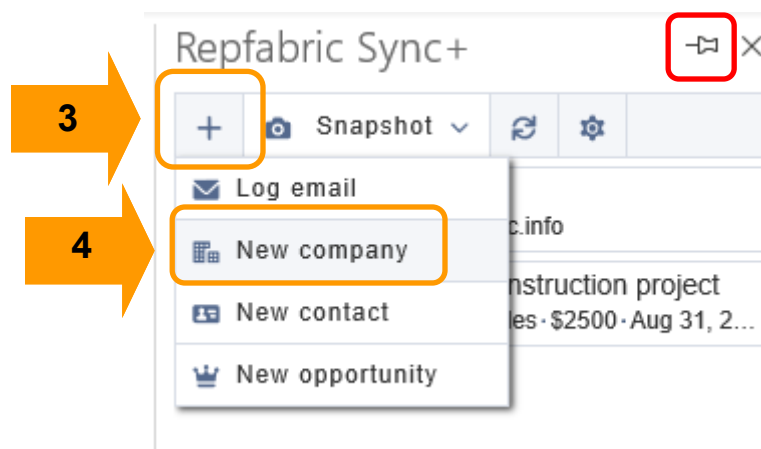 Repfabric Sync+
3
Snapshot
Log email
c.info
4
New company
nstruction project
New contact
les · $2500 · Aug 31, 2...
New opportunity